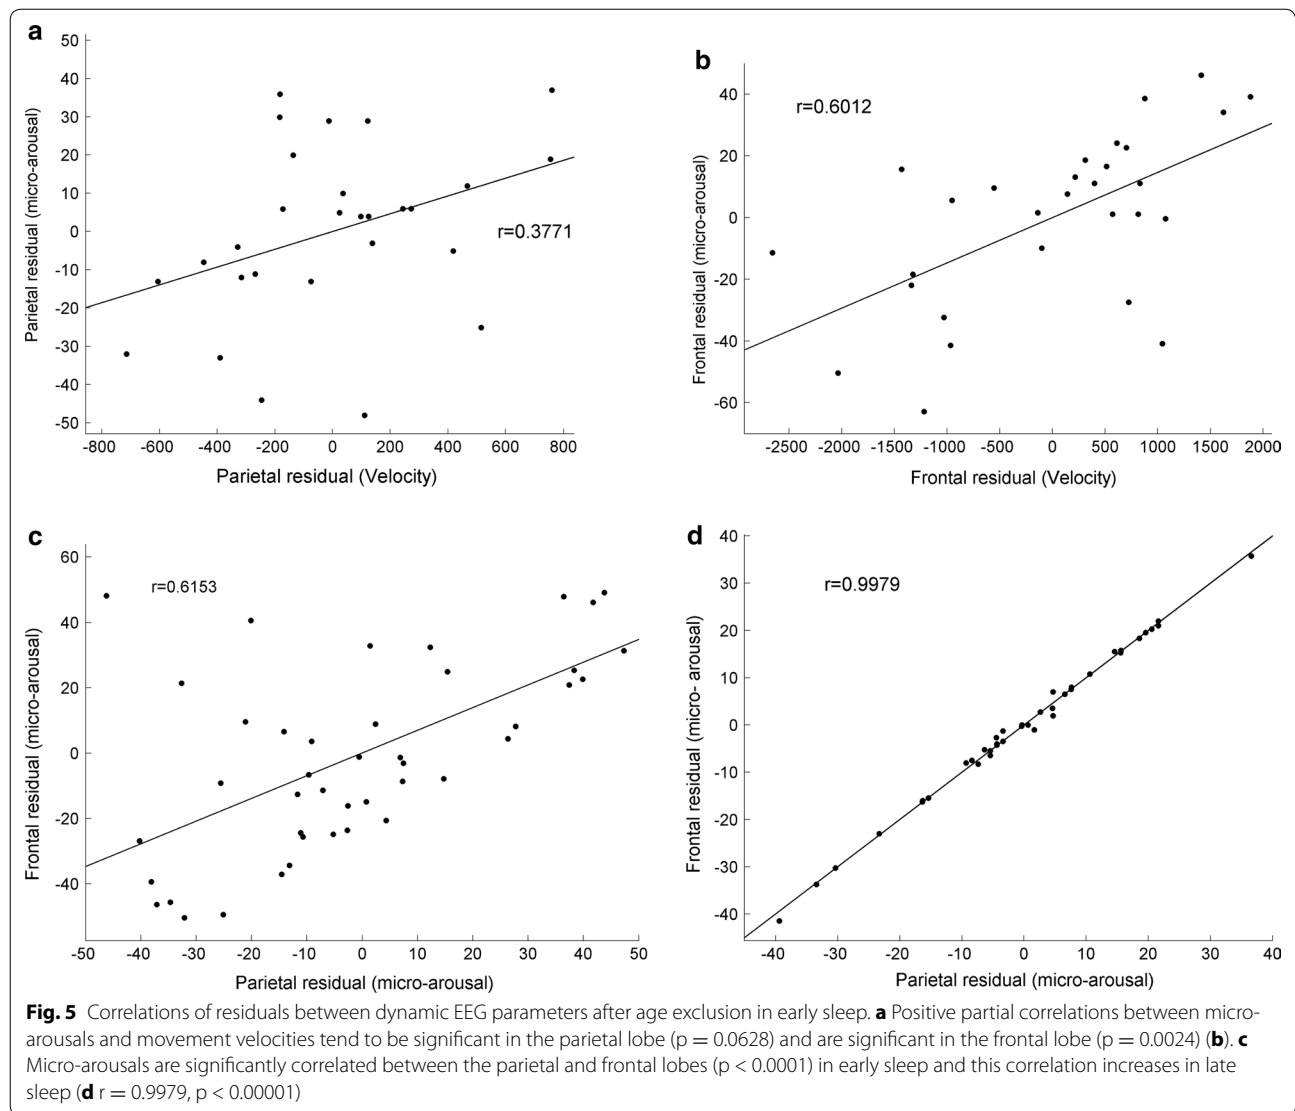 a
50
40
30
20
10
0
-10
-20
-30
-40
-50
Parietal residual (micro-arousal)
r=0.3771
-800 -600 -400 -200 0 200 400 600 800
Parietal residual (Velocity)
b
40
20
0
-20
-40
-60
Frontal residual (micro-arousal)
r=0.6012
-2500 -2000 -1500 -1000 -500 0 500 1000 1500 2000
Frontal residual (Velocity)
c
60
40
20
0
-20
-40
Frontal residual (micro-arousal)
r=0.6153
-50 -40 -30 -20 -10 0 10 20 30 40 50
Parietal residual (micro-arousal)
d
40
30
20
10
0
-10
-20
-30
-40
Frontal residual (micro- arousal)
r=0.9979
-40 -30 -20 -10 0 10 20 30 40
Parietal residual (micro-arousal)
Fig. 5 Correlations of residuals between dynamic EEG parameters after age exclusion in early sleep. a Positive partial correlations between micro-
arousals and movement velocities tend to be significant in the parietal lobe (p = 0.0628) and are significant in the frontal lobe (p = 0.0024) (b). c
Micro-arousals are significantly correlated between the parietal and frontal lobes (p < 0.0001) in early sleep and this correlation increases in late
sleep (d r = 0.9979, p < 0.00001)